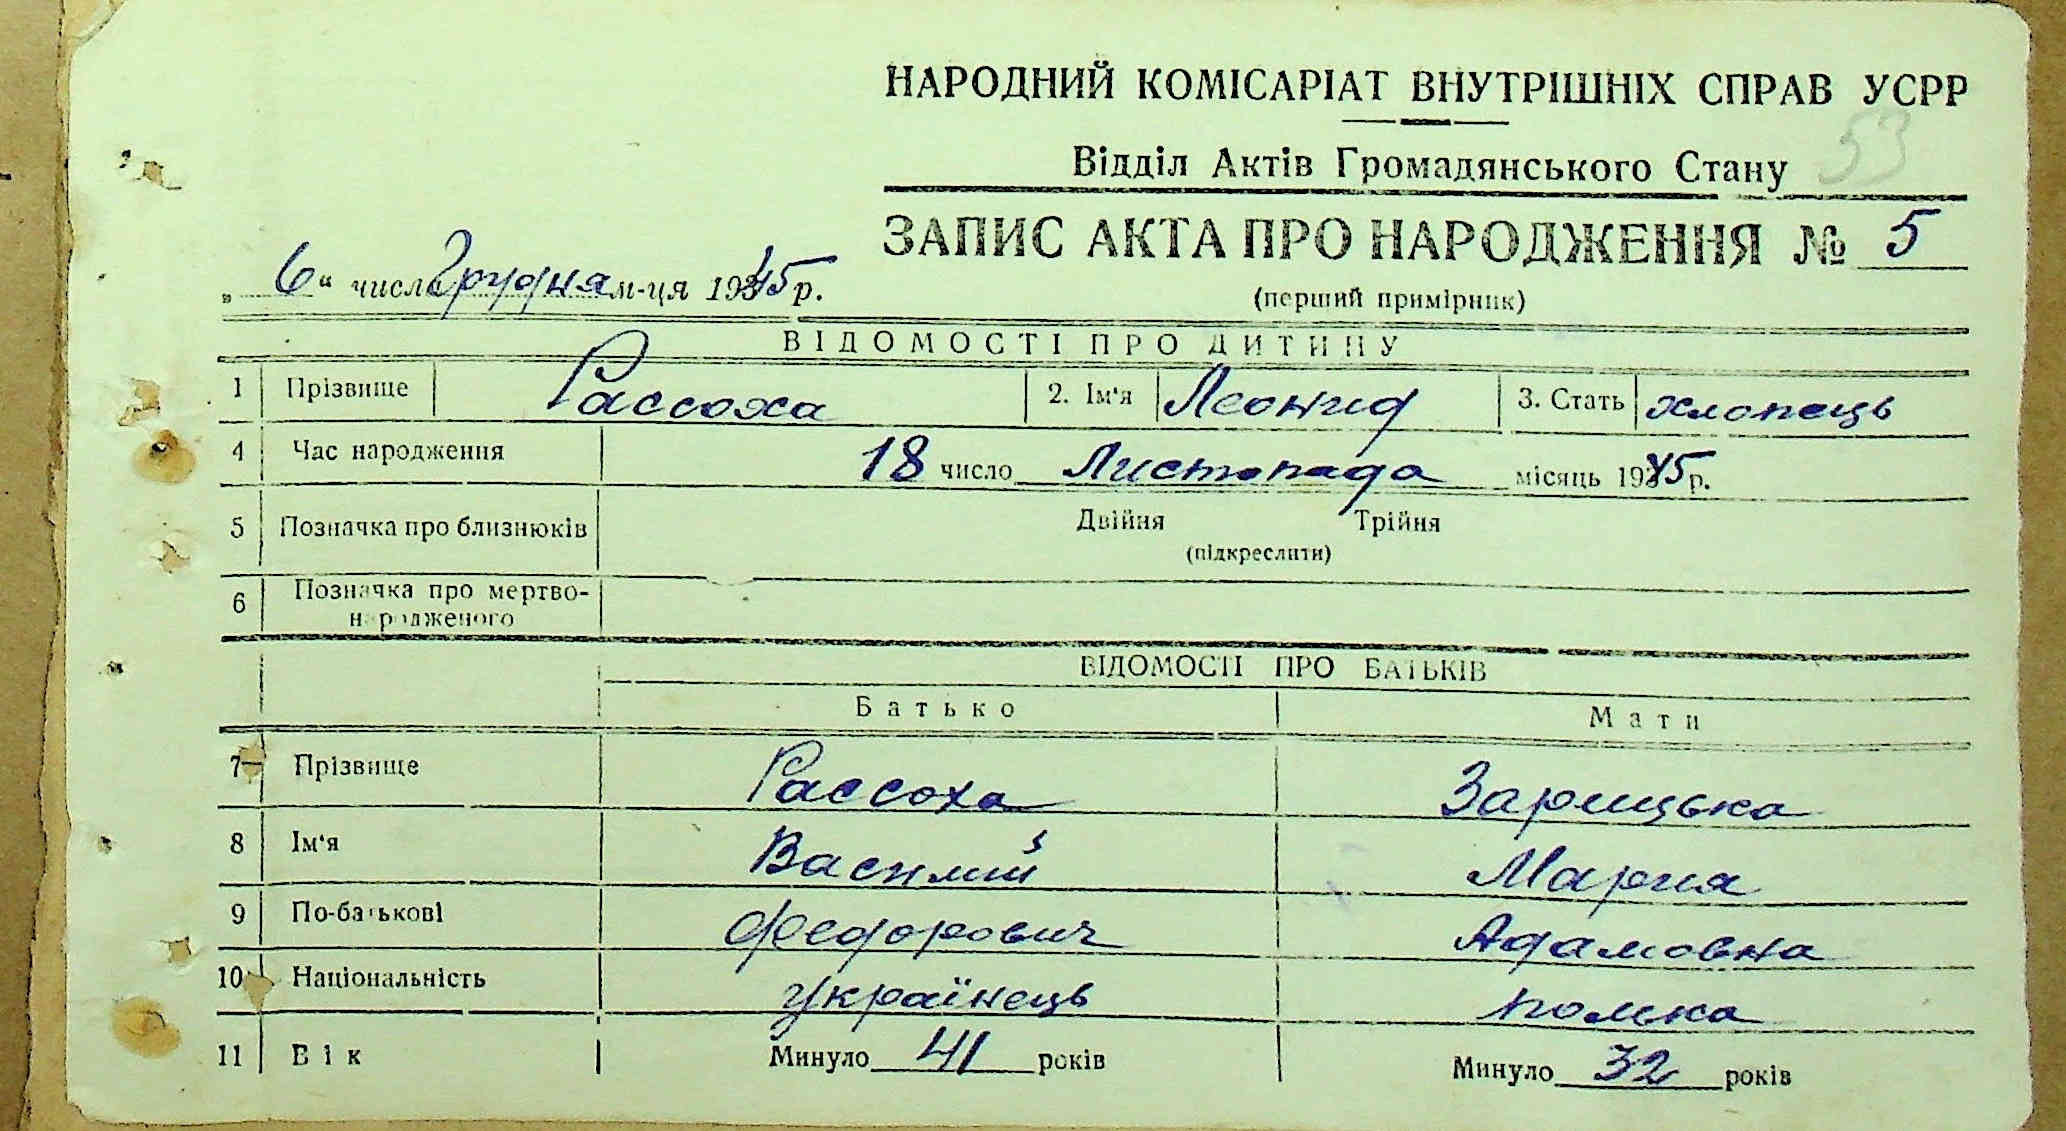 НАРОДНИЙ КОМІСАРІАТ ВНУТРІШНІХ СПРАВ УСРР
Відділ Актів Громадянського Стану 53
ЗАПИС АКТА ПРО НАРОДЖЕННЯ № 5
„ 6 “ числа Грудня м-ця 1945 р.
(перший примірник)
ВІДОМОСТІ ПРО ДИТИНУ
1 Прізвище Рассоха 2. Ім‘я Леонид 3. Стать хлопець
4 Час народження 18 число Листопада місяць 1945 р.
5 Позначка про близнюків Двійня Трійня
(підкреслити)
6 Позначка про мертво-
народженого
ВІДОМОСТІ ПРО БАТЬКІВ
Батько Мати
7 Прізвище Рассоха Зарицька
8 Ім‘я Василий Мария
9 По-батькові Федорович Адамовна
10 Національність українець полька
11 Вік Минуло 41 років Минуло 32 років